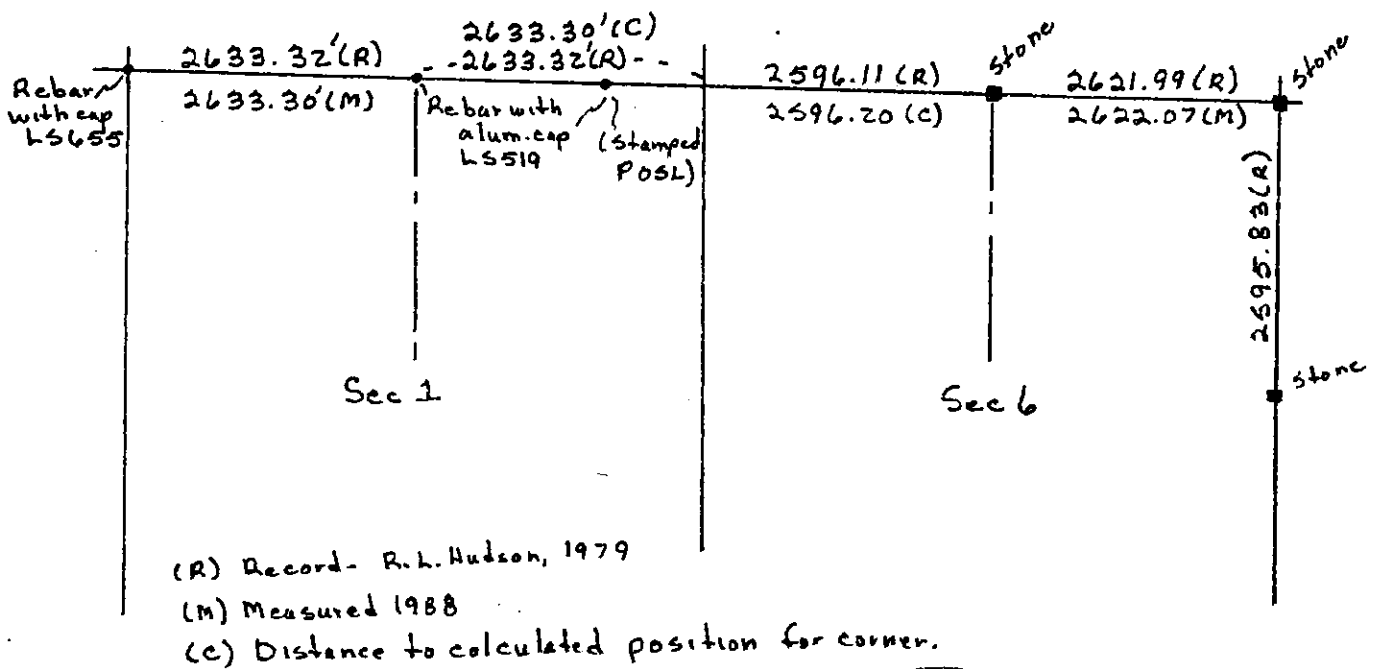 2633.30'(C)
2633.32'(R)
- -2633.32'(R)- -
2596.11(R)
Stone
2621.99(R)
Stone
Rebar
with cap
LS655
2633.30'(M)
Rebar with
alum.cap
LS519
(Stamped
POSL)
2596.20(C)
2622.07(M)
2595.83(R)
Stone
Sec 1
Sec 6
(R) Record- R.L.Hudson, 1979
(M) Measured 1988
(C) Distance to calculated position for corner.